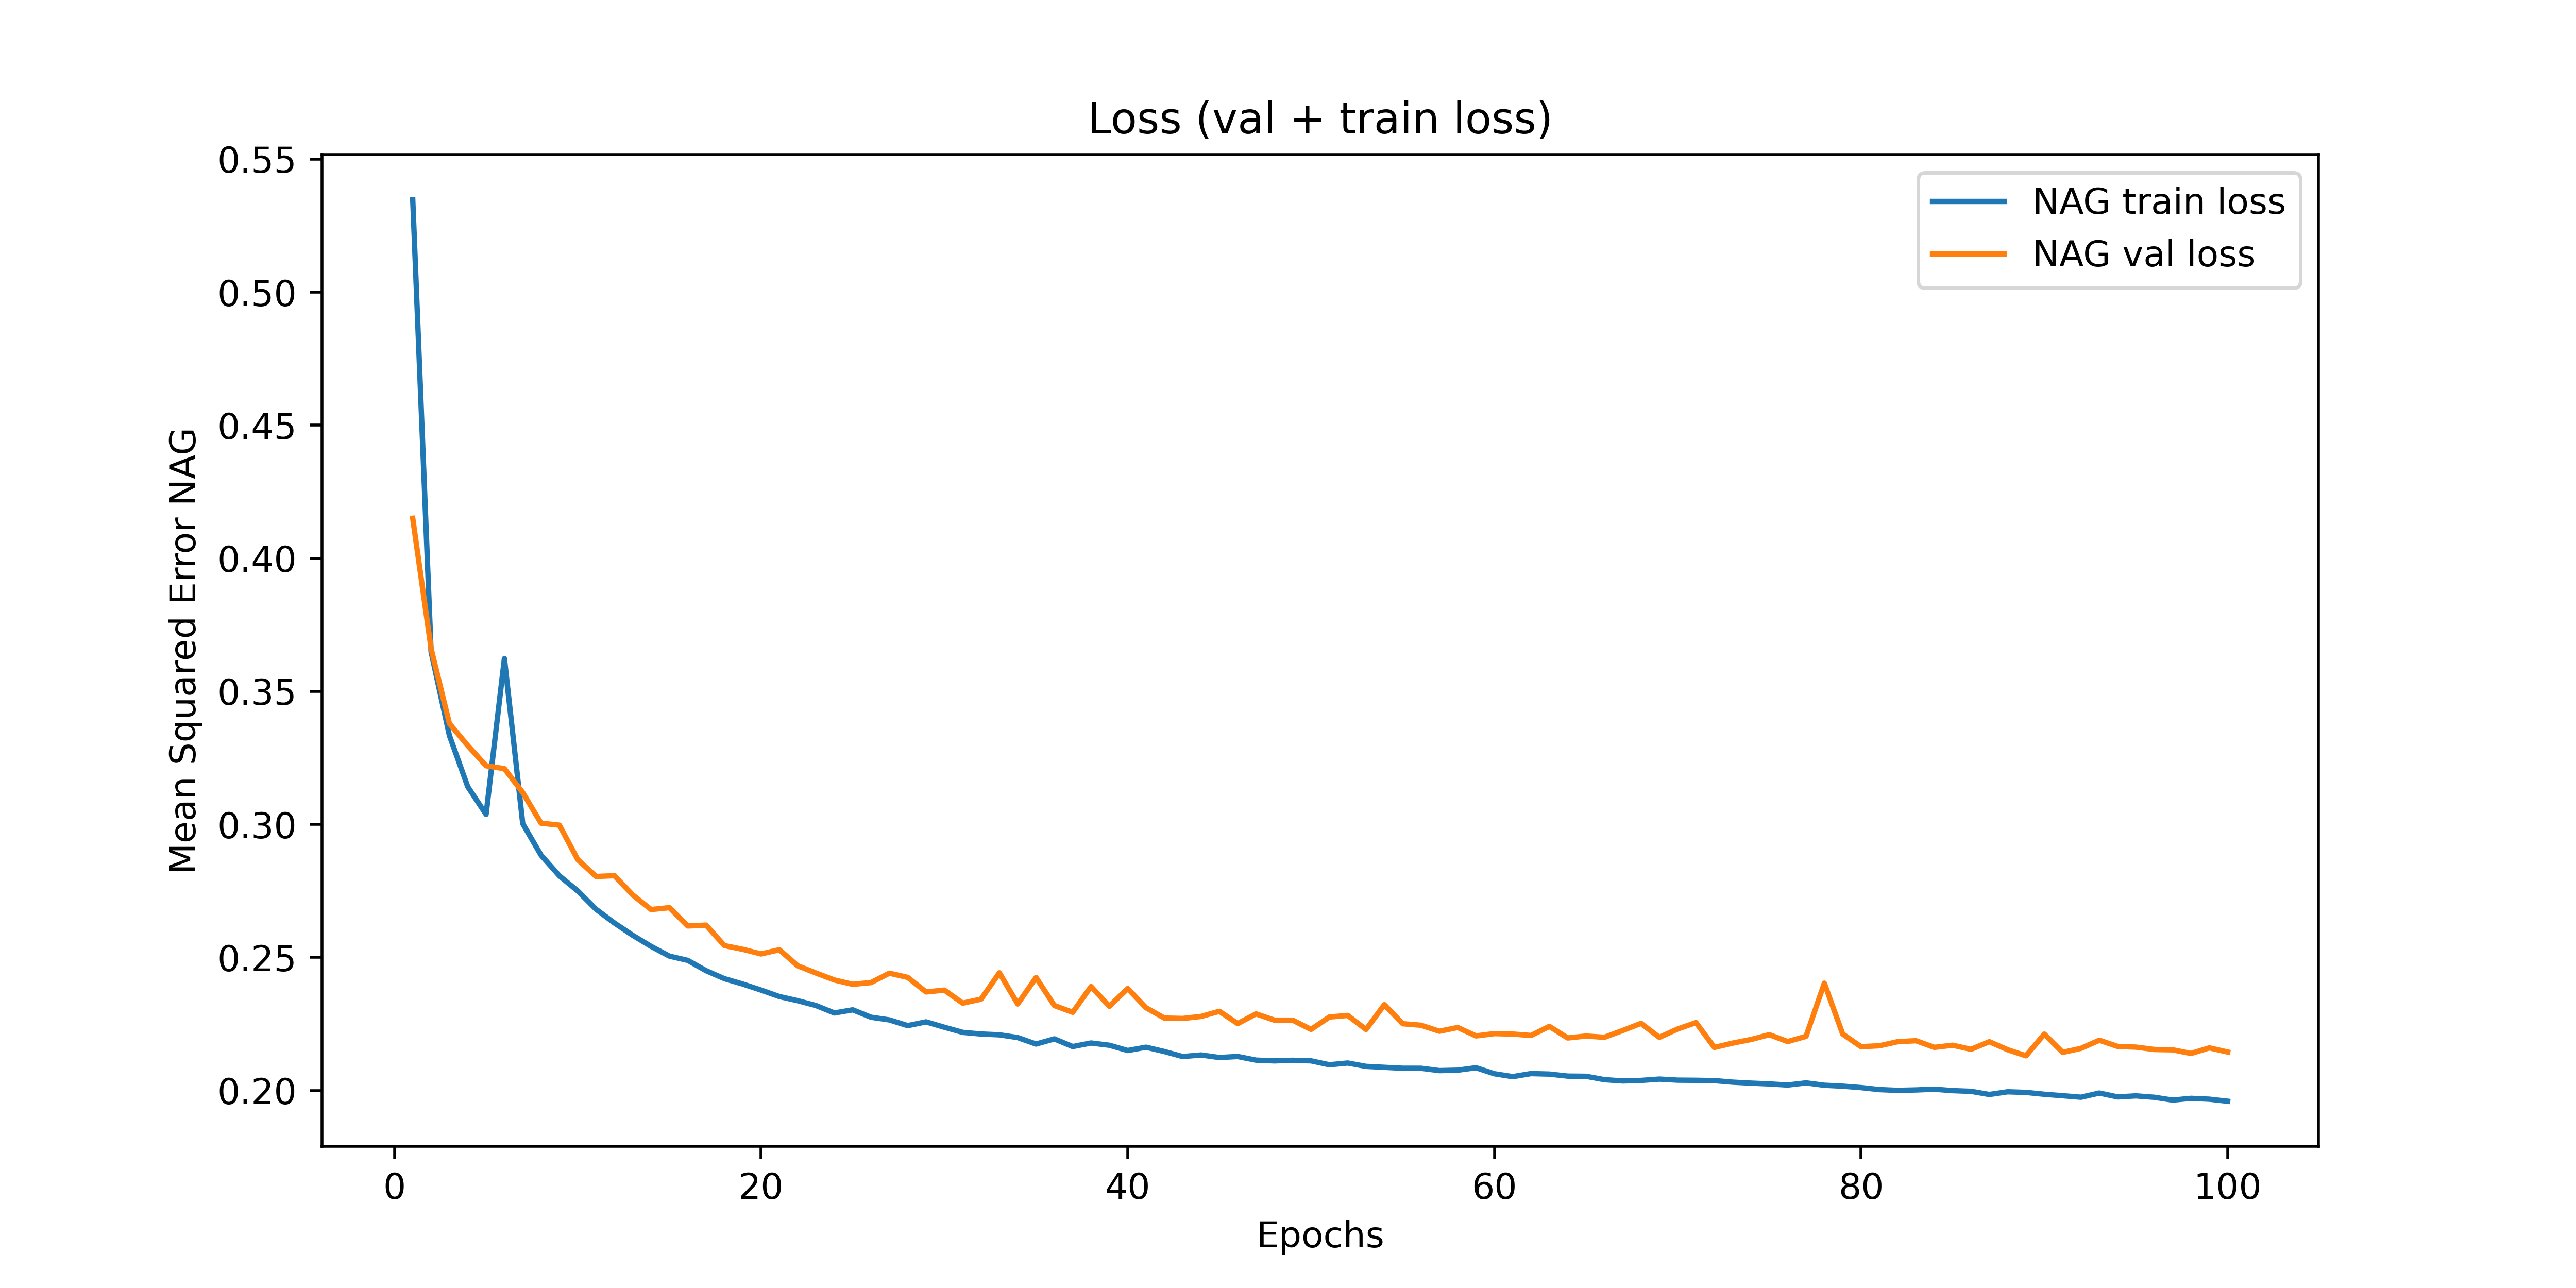 Loss (val + train loss)
NAG train loss
NAG val loss
Mean Squared Error NAG
0.55
0.50
0.45
0.40
0.35
0.30
0.25
0.20
0 20 40 60 80 100
Epochs